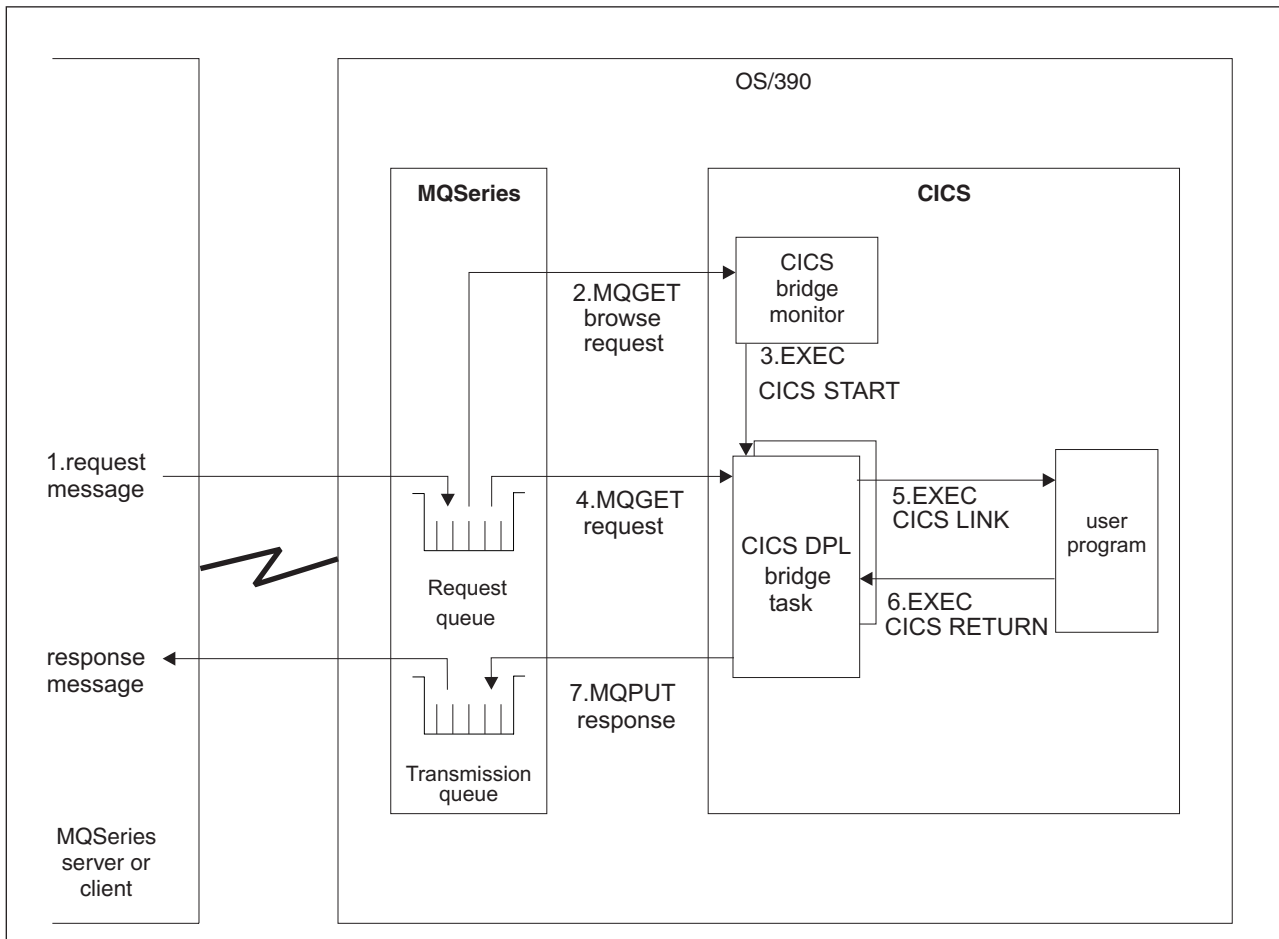 OS/390
MQSeries
CICS
CICS
bridge
monitor
2.MQGET
browse
request
3.EXEC
CICS START
1.request
message
4.MQGET
request
5.EXEC
CICS LINK
user
program
CICS DPL
bridge
task
Request
queue
6.EXEC
CICS RETURN
response
message
7.MQPUT
response
Transmission
queue
MQSeries
server or
client